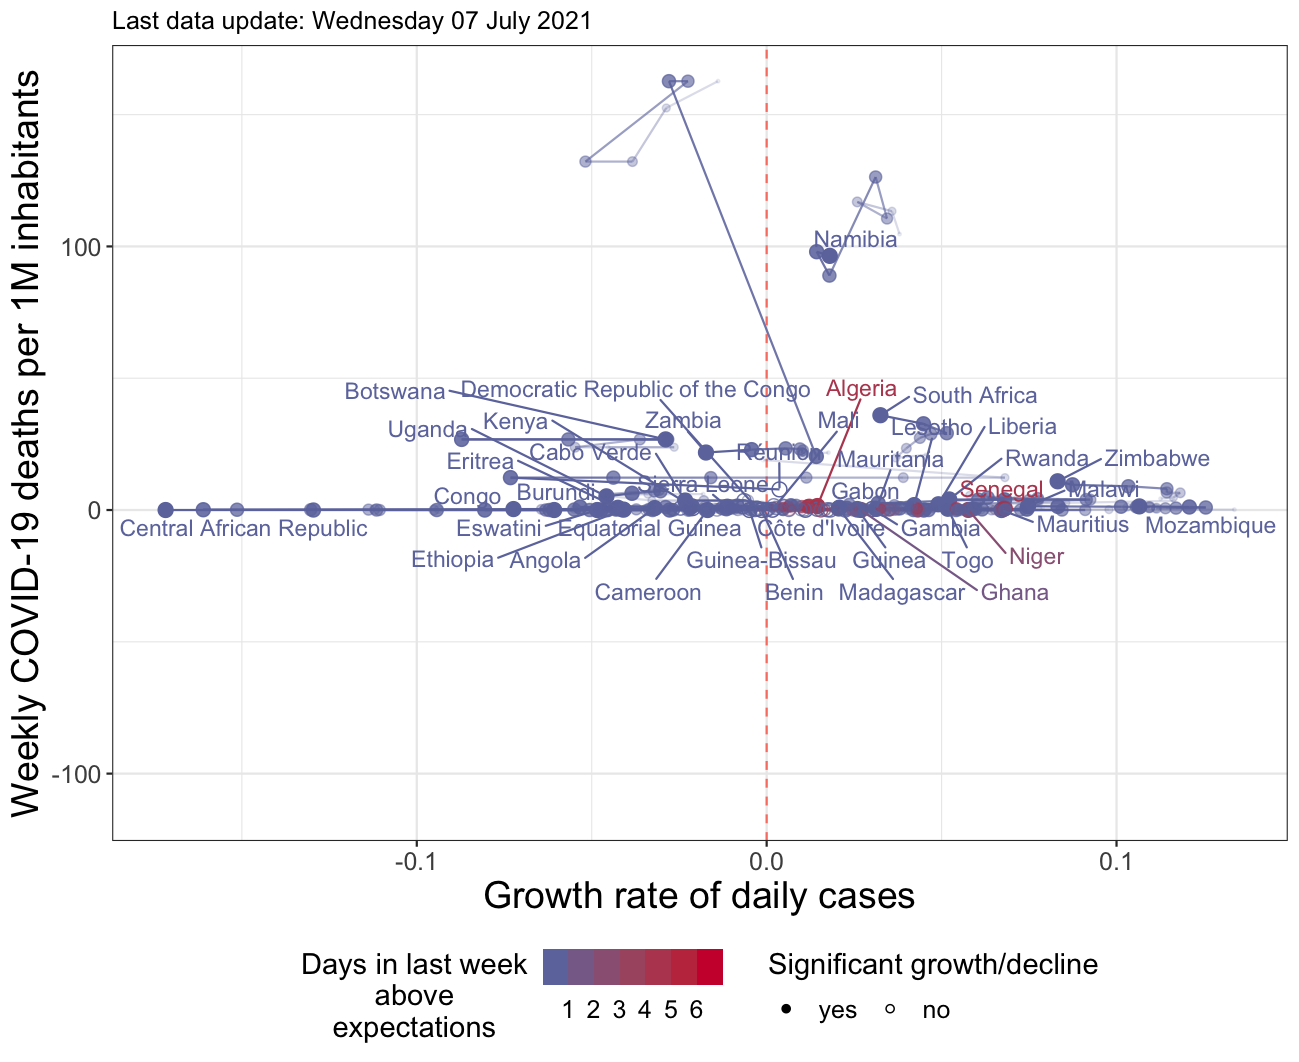 Last data update: Wednesday 07 July 2021
Weekly COVID-19 deaths per 1M inhabitants
100
0
-100
Namibia
Botswana
Democratic Republic of the Congo
Algeria
South Africa
Uganda
Kenya
Zambia
Mali
Lesotho
Liberia
Eritrea
Cabo Verde
Réunion
Mauritania
Rwanda
Zimbabwe
Congo
Burundi
Sierra Leone
Gabon
Senegal
Malawi
Central African Republic
Eswatini
Equatorial Guinea
Côte d'Ivoire
Gambia
Mauritius
Mozambique
Ethiopia
Angola
Guinea-Bissau
Guinea
Togo
Niger
Cameroon
Benin
Madagascar
Ghana
-0.1
0.0
0.1
Growth rate of daily cases
Days in last week
above
expectations
1 2 3 4 5 6
Significant growth/decline
yes
no